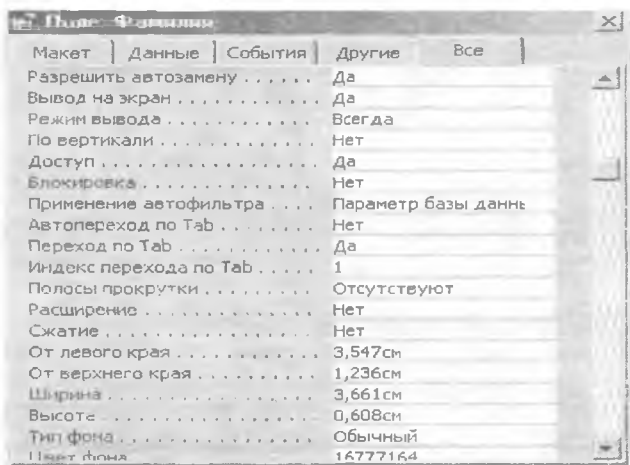 Поле: Фамилия
Макет Данные События Другие Все
Разрешить автозамену . . . . . . Да
Вывод на экран . . . . . . . . . . . Да
Режим вывода . . . . . . . . . . . . Всегда
По вертикали . . . . . . . . . . . . . Нет
Доступ . . . . . . . . . . . . . . . . . . Да
Блокировка . . . . . . . . . . . . . . . Нет
Применение автофильтра . . . . Параметр базы даннь
Автопереход по Tab . . . . . . . . Нет
Переход по Tab . . . . . . . . . . . . Да
Индекс перехода по Tab . . . . . 1
Полосы прокрутки . . . . . . . . . Отсутствуют
Расширение . . . . . . . . . . . . . . . Нет
Сжатие . . . . . . . . . . . . . . . . . . Нет
От левого края . . . . . . . . . . . . 3,547см
От верхнего края . . . . . . . . . . 1,236см
Ширина . . . . . . . . . . . . . . . . . . 3,661см
Высота . . . . . . . . . . . . . . . . . . 0,608см
Тип фона . . . . . . . . . . . . . . . . . Обычный
Цвет фона 16777164